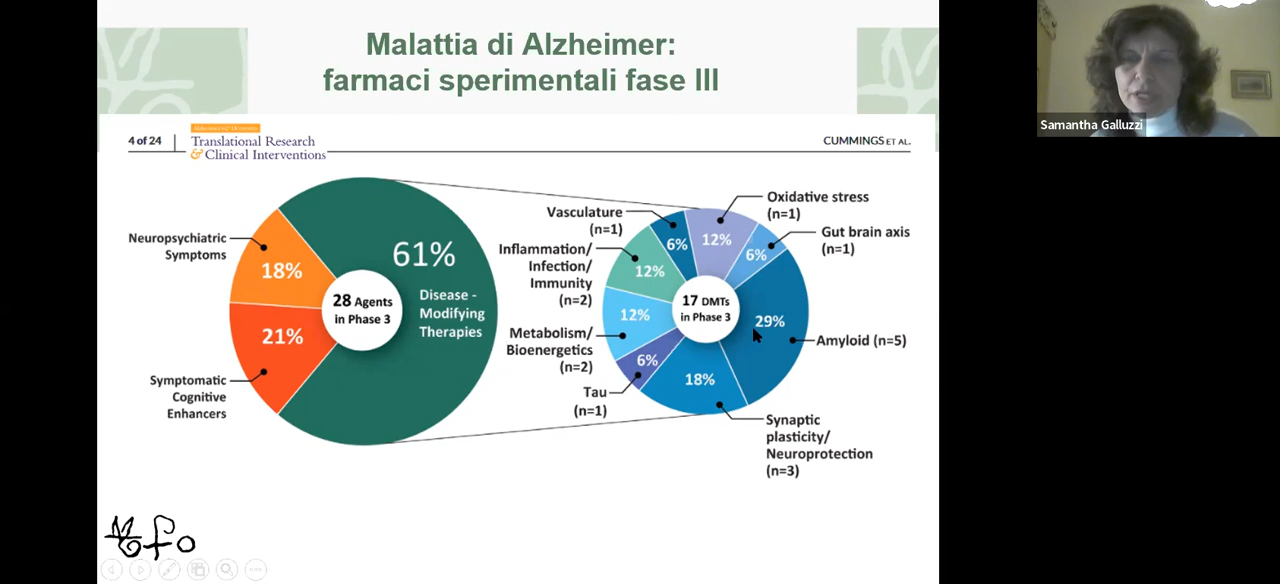 Malattia di Alzheimer:
farmaci sperimentali fase III
Samantha Galluzzi
4 of 24
Alzheimer's & Dementia
Translational Research
& Clinical Interventions
CUMMINGS ET AL.
Neuropsychiatric
Symptoms
18%
21%
Symptomatic
Cognitive
Enhancers
61%
Disease -
Modifying
Therapies
28 Agents
in Phase 3
Vasculature
(n=1)
6%
Inflammation/
Infection/
Immunity
(n=2)
12%
Metabolism/
Bioenergetics
(n=2)
12%
Tau
(n=1)
6%
17 DMTs
in Phase 3
Oxidative stress
(n=1)
12%
Gut brain axis
(n=1)
6%
29%
Amyloid (n=5)
18%
Synaptic
plasticity/
Neuroprotection
(n=3)